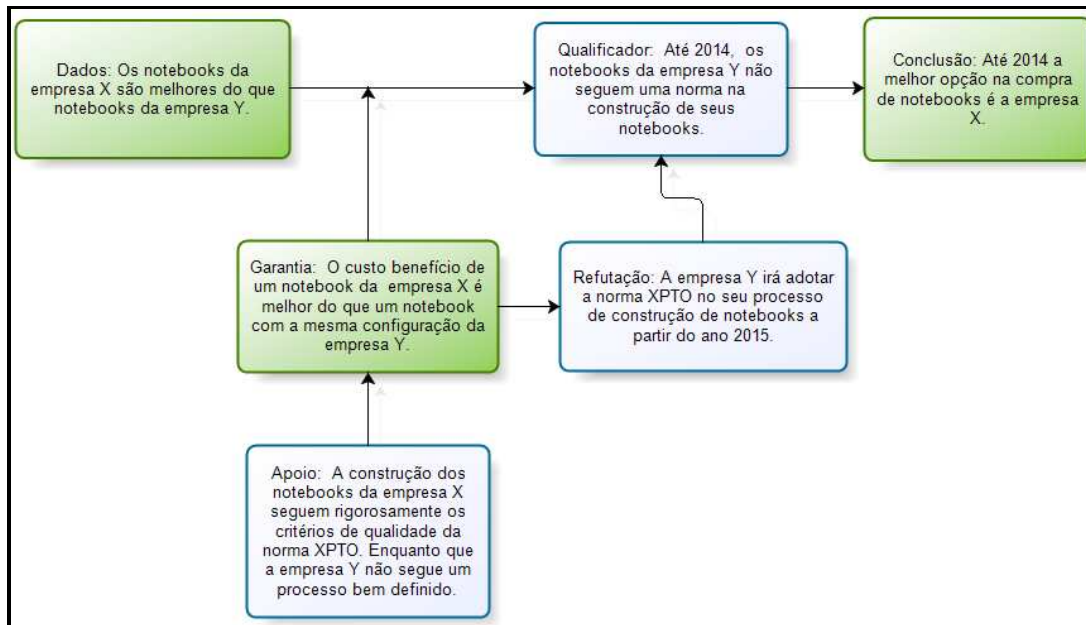 Dados: Os notebooks da
empresa X são melhores do que
notebooks da empresa Y.
Qualificador: Até 2014, os
notebooks da empresa Y não
seguem uma norma na
construção de seus
notebooks.
Conclusão: Até 2014 a
melhor opção na compra
de notebooks é a empresa
X.
Garantia: O custo benefício de
um notebook da empresa X é
melhor do que um notebook
com a mesma configuração da
empresa Y.
Refutação: A empresa Y irá adotar
a norma XPTO no seu processo
de construção de notebooks a
partir do ano 2015.
Apoio: A construção dos
notebooks da empresa X
seguem rigorosamente os
critérios de qualidade da
norma XPTO. Enquanto que
a empresa Y não segue um
processo bem definido.